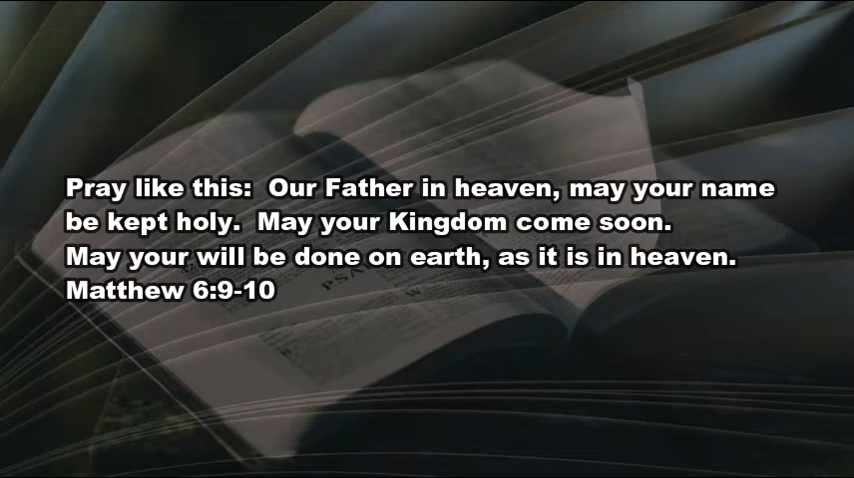 Pray like this:  Our Father in heaven, may your name
be kept holy.  May your Kingdom come soon.
May your will be done on earth, as it is in heaven.
Matthew 6:9-10